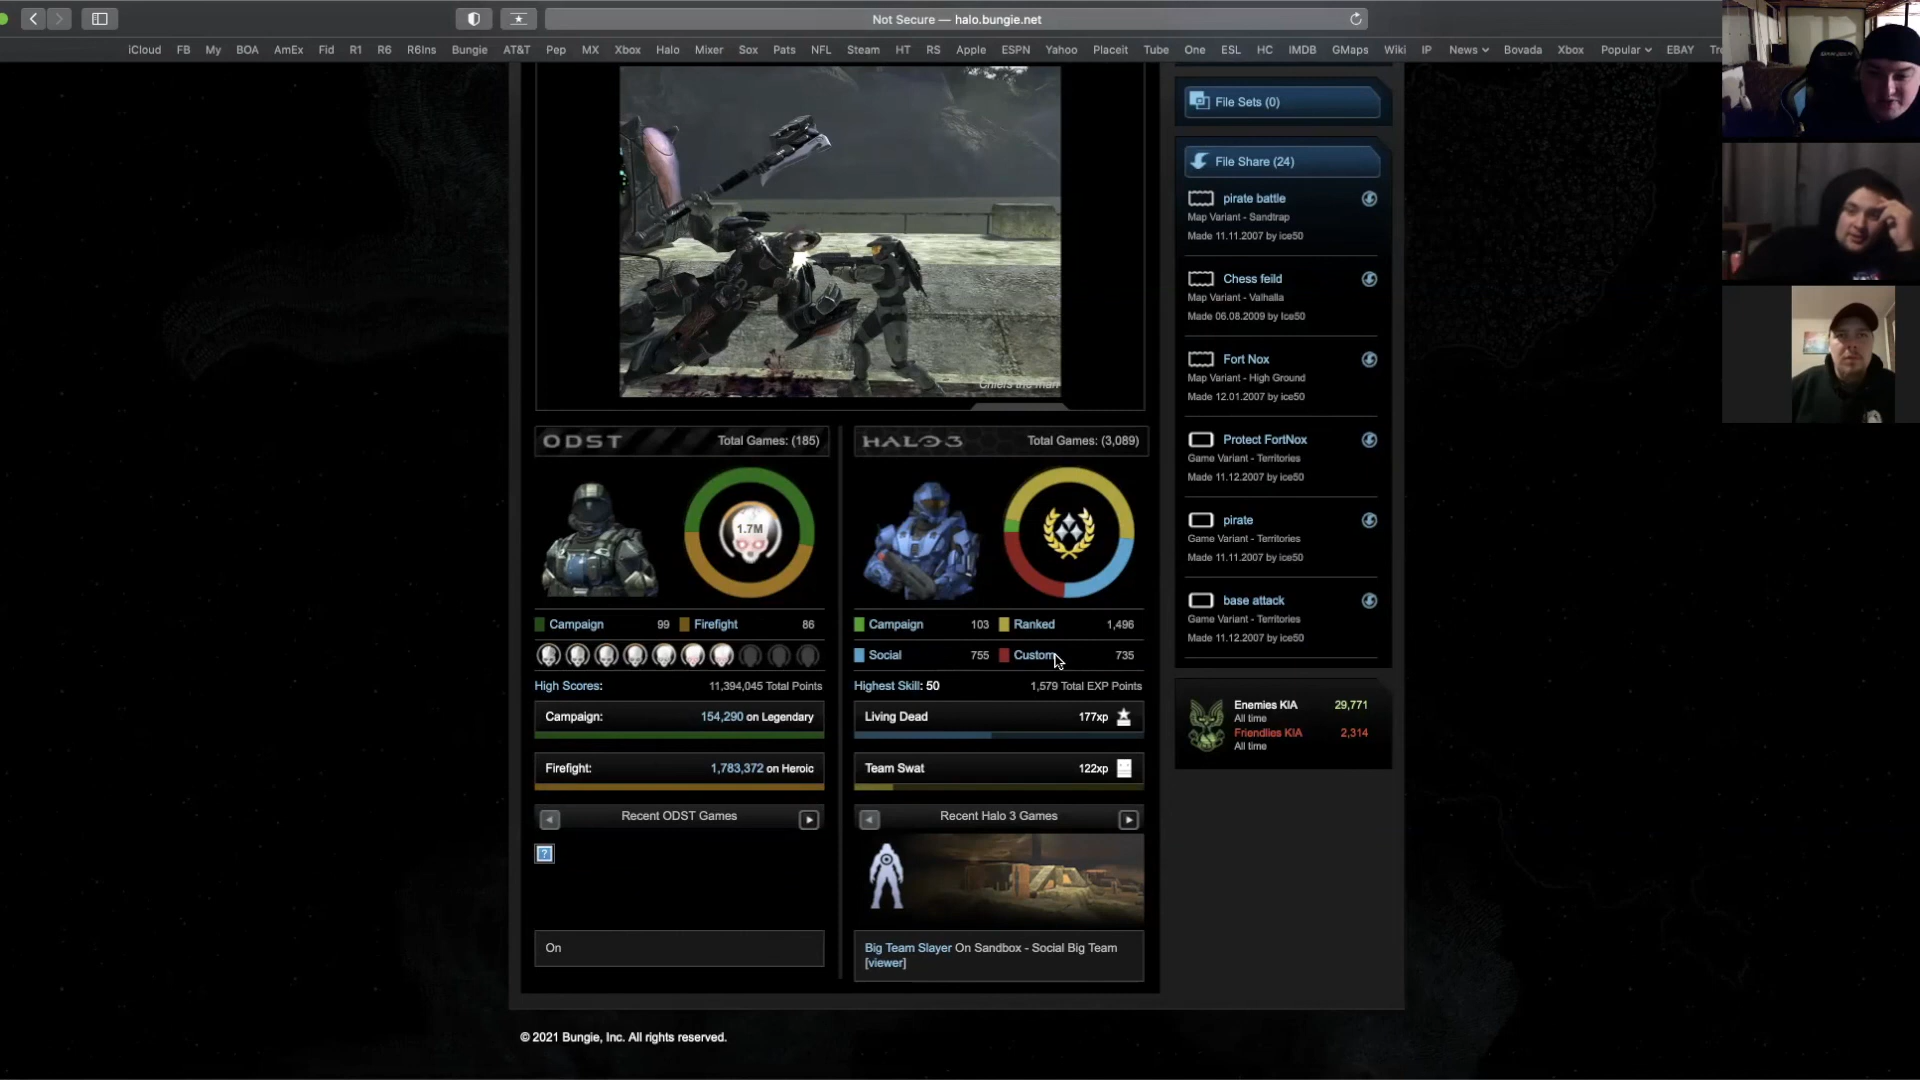 Not Secure — halo.bungie.net
iCloud FB My BOA AmEx Fid R1 R6 R6Ins Bungie AT&T Pep MX Xbox Halo Mixer Sox Pats NFL Steam HT RS Apple ESPN Yahoo Placeit Tube One ESL HC IMDB GMaps Wiki IP News Bovada Xbox Popular EBAY
Chiefs the man
ODST Total Games: (185)
1.7M
Campaign 99 Firefight 86
High Scores: 11,394,045 Total Points
Campaign: 154,290 on Legendary
Firefight: 1,783,372 on Heroic
Recent ODST Games
?
On
HALO 3 Total Games: (3,089)
Campaign 103 Ranked 1,496
Social 755 Custom 735
Highest Skill: 50 1,579 Total EXP Points
Living Dead 177xp
Team Swat 122xp
Recent Halo 3 Games
Big Team Slayer On Sandbox - Social Big Team
[viewer]
File Sets (0)
File Share (24)
pirate battle
Map Variant - Sandtrap
Made 11.11.2007 by ice50
Chess feild
Map Variant - Valhalla
Made 06.08.2009 by Ice50
Fort Nox
Map Variant - High Ground
Made 12.01.2007 by ice50
Protect FortNox
Game Variant - Territories
Made 11.12.2007 by ice50
pirate
Game Variant - Territories
Made 11.11.2007 by ice50
base attack
Game Variant - Territories
Made 11.12.2007 by ice50
Enemies KIA 29,771
All time
Friendlies KIA 2,314
All time
© 2021 Bungie, Inc. All rights reserved.